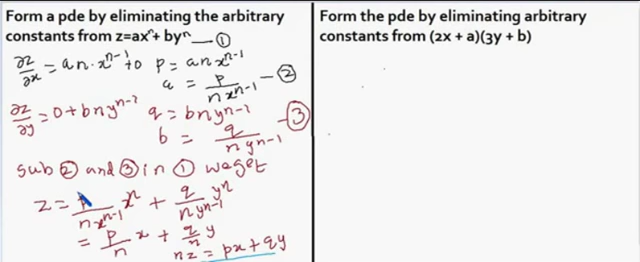 Form a pde by eliminating the arbitrary
constants from z=axⁿ+ byⁿ — ①
∂z/∂x = an.xⁿ⁻¹+0 p = anxⁿ⁻¹
a = p/nxⁿ⁻¹ — ②
∂z/∂y = 0+bnyⁿ⁻¹ q = bnyⁿ⁻¹
b = q/nyⁿ⁻¹ — ③
sub ② and ③ in ① we get
z = p/nxⁿ⁻¹ xⁿ + q/nyⁿ⁻¹ yⁿ
= p/n x + q/n y
nz = px+qy
Form the pde by eliminating arbitrary
constants from (2x + a)(3y + b)